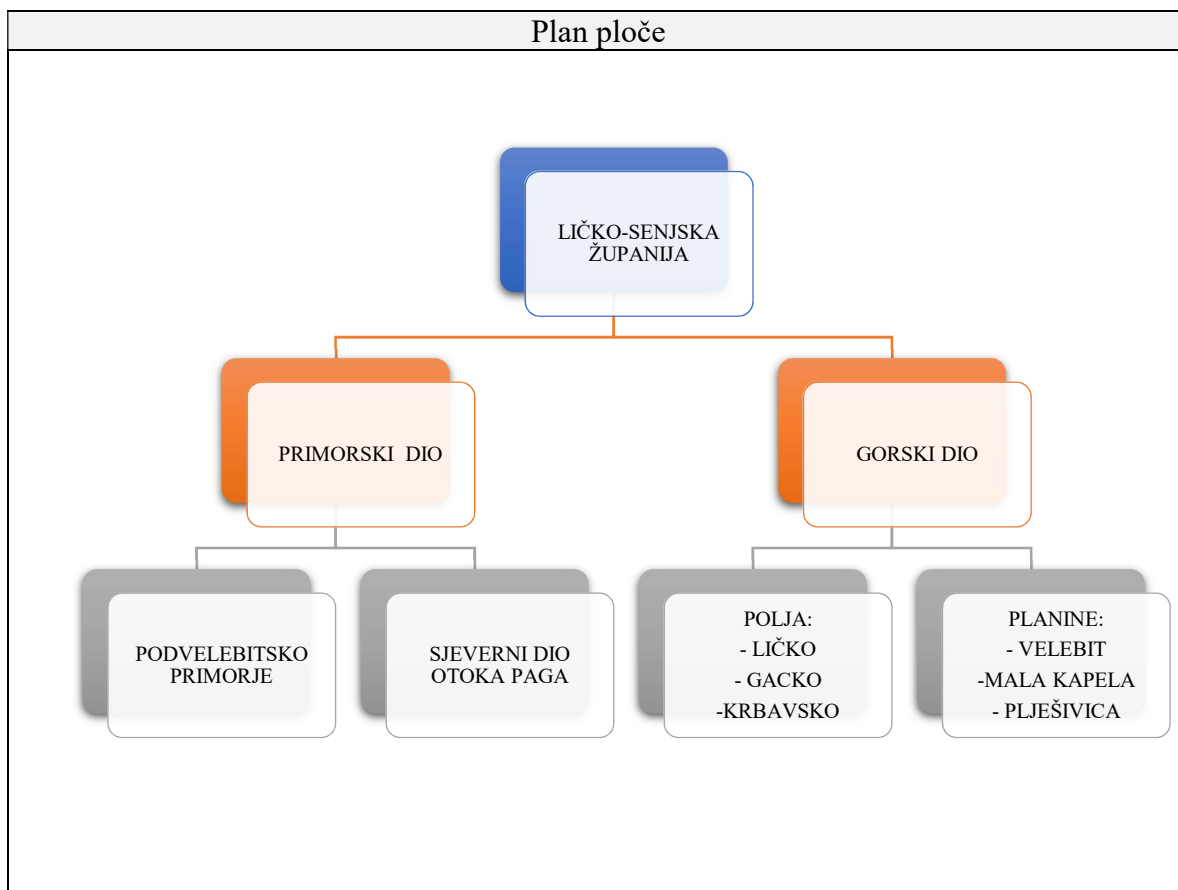 Plan ploče
LIČKO-SENJSKA
ŽUPANIJA
PRIMORSKI  DIO
GORSKI DIO
PODVELEBITSKO
PRIMORJE
SJEVERNI DIO
OTOKA PAGA
POLJA:
- LIČKO
- GACKO
-KRBAVSKO
PLANINE:
- VELEBIT
-MALA KAPELA
- PLJEŠIVICA